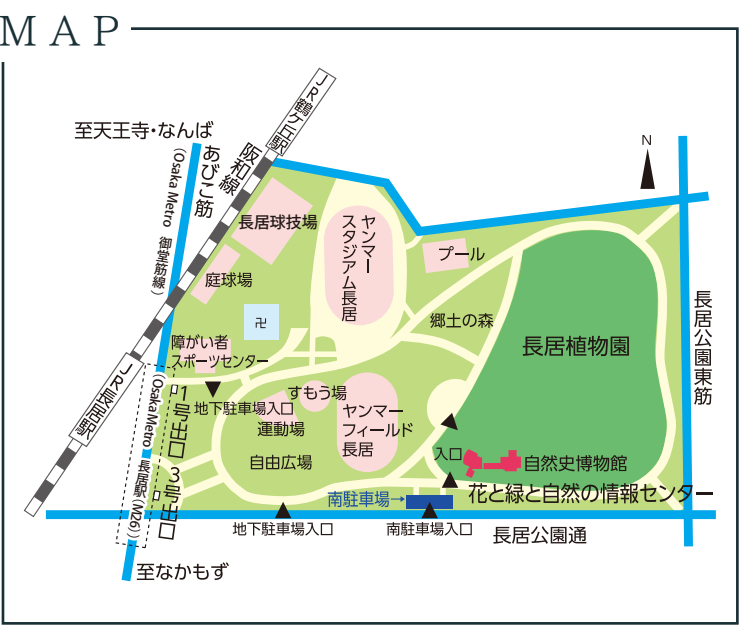 MAP
JR鶴ケ丘駅
至天王寺・なんば
阪和線
あびこ筋
(Osaka Metro 御堂筋線)
N
長居球技場
ヤンマー
スタジアム長居
プール
庭球場
卍
郷土の森
長居植物園
長居公園東筋
障がい者
スポーツセンター
JR長居駅
(Osaka Metro 長居駅(M26))
1号出口
地下駐車場入口
すもう場
運動場
ヤンマー
フィールド
長居
自由広場
入口
自然史博物館
3号出口
花と緑と自然の情報センター
南駐車場→
地下駐車場入口
南駐車場入口
長居公園通
至なかもず